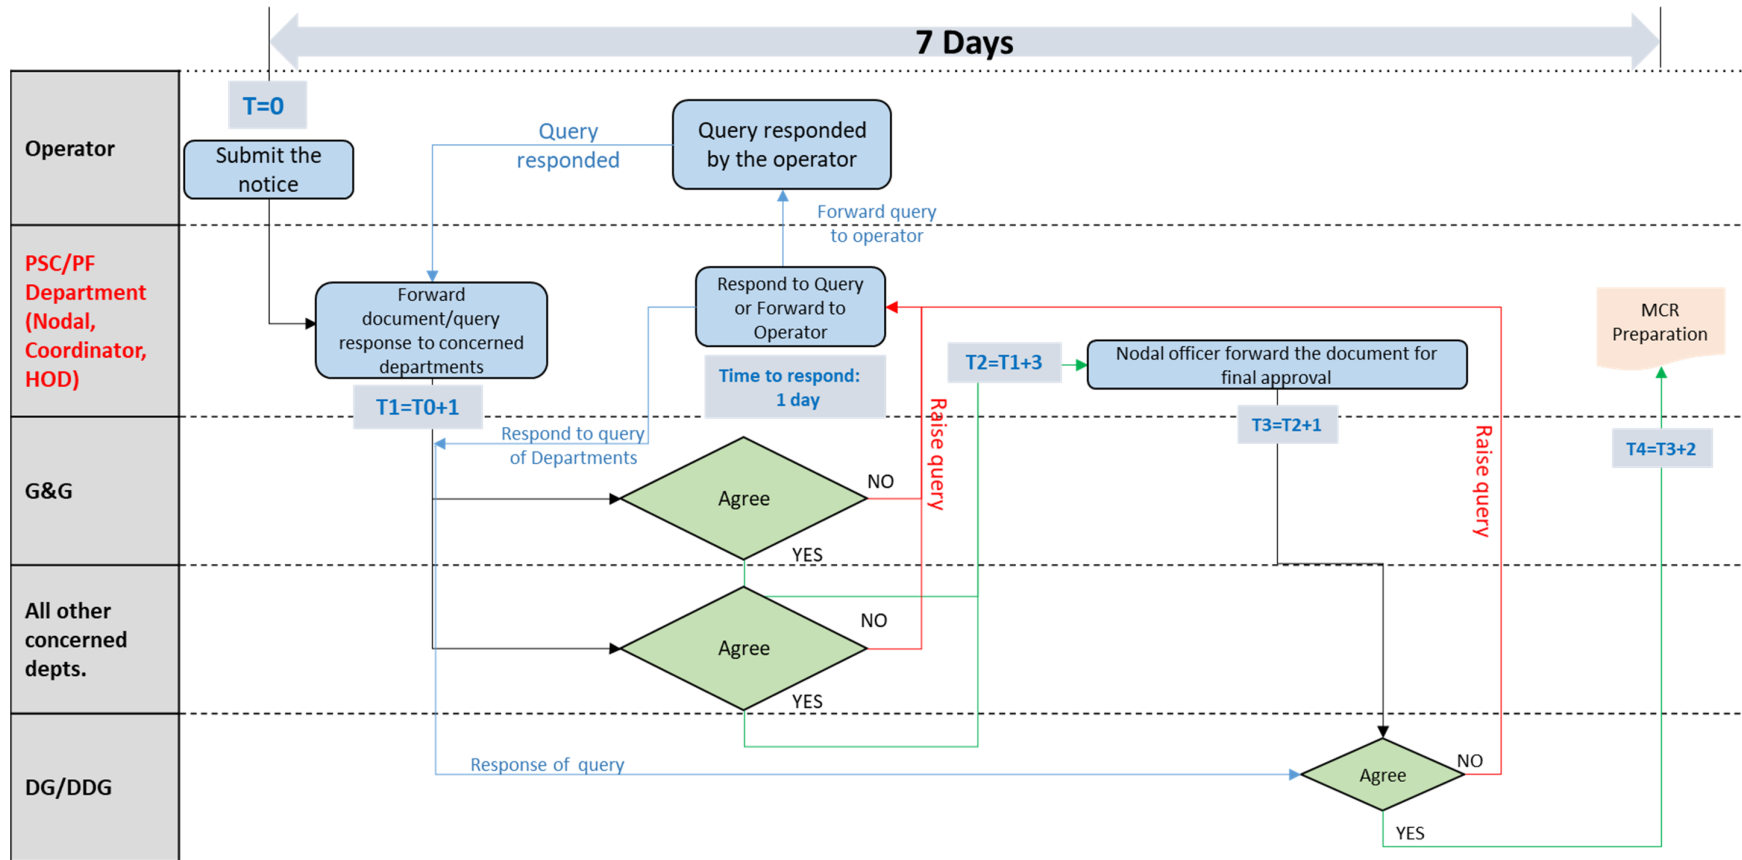 7 Days
T=0
Operator
Submit the
notice
Query
responded
Query responded
by the operator
Forward query
to operator
PSC/PF
Department
(Nodal,
Coordinator,
HOD)
Forward
document/query
response to concerned
departments
T1=T0+1
Respond to Query
or Forward to
Operator
Time to respond:
1 day
T2=T1+3
Nodal officer forward the document for
final approval
T3=T2+1
MCR
Preparation
T4=T3+2
Respond to query
of Departments
Raise query
Raise query
G&G
Agree
NO
YES
All other
concerned
depts.
Agree
NO
YES
DG/DDG
Response of query
Agree
NO
YES